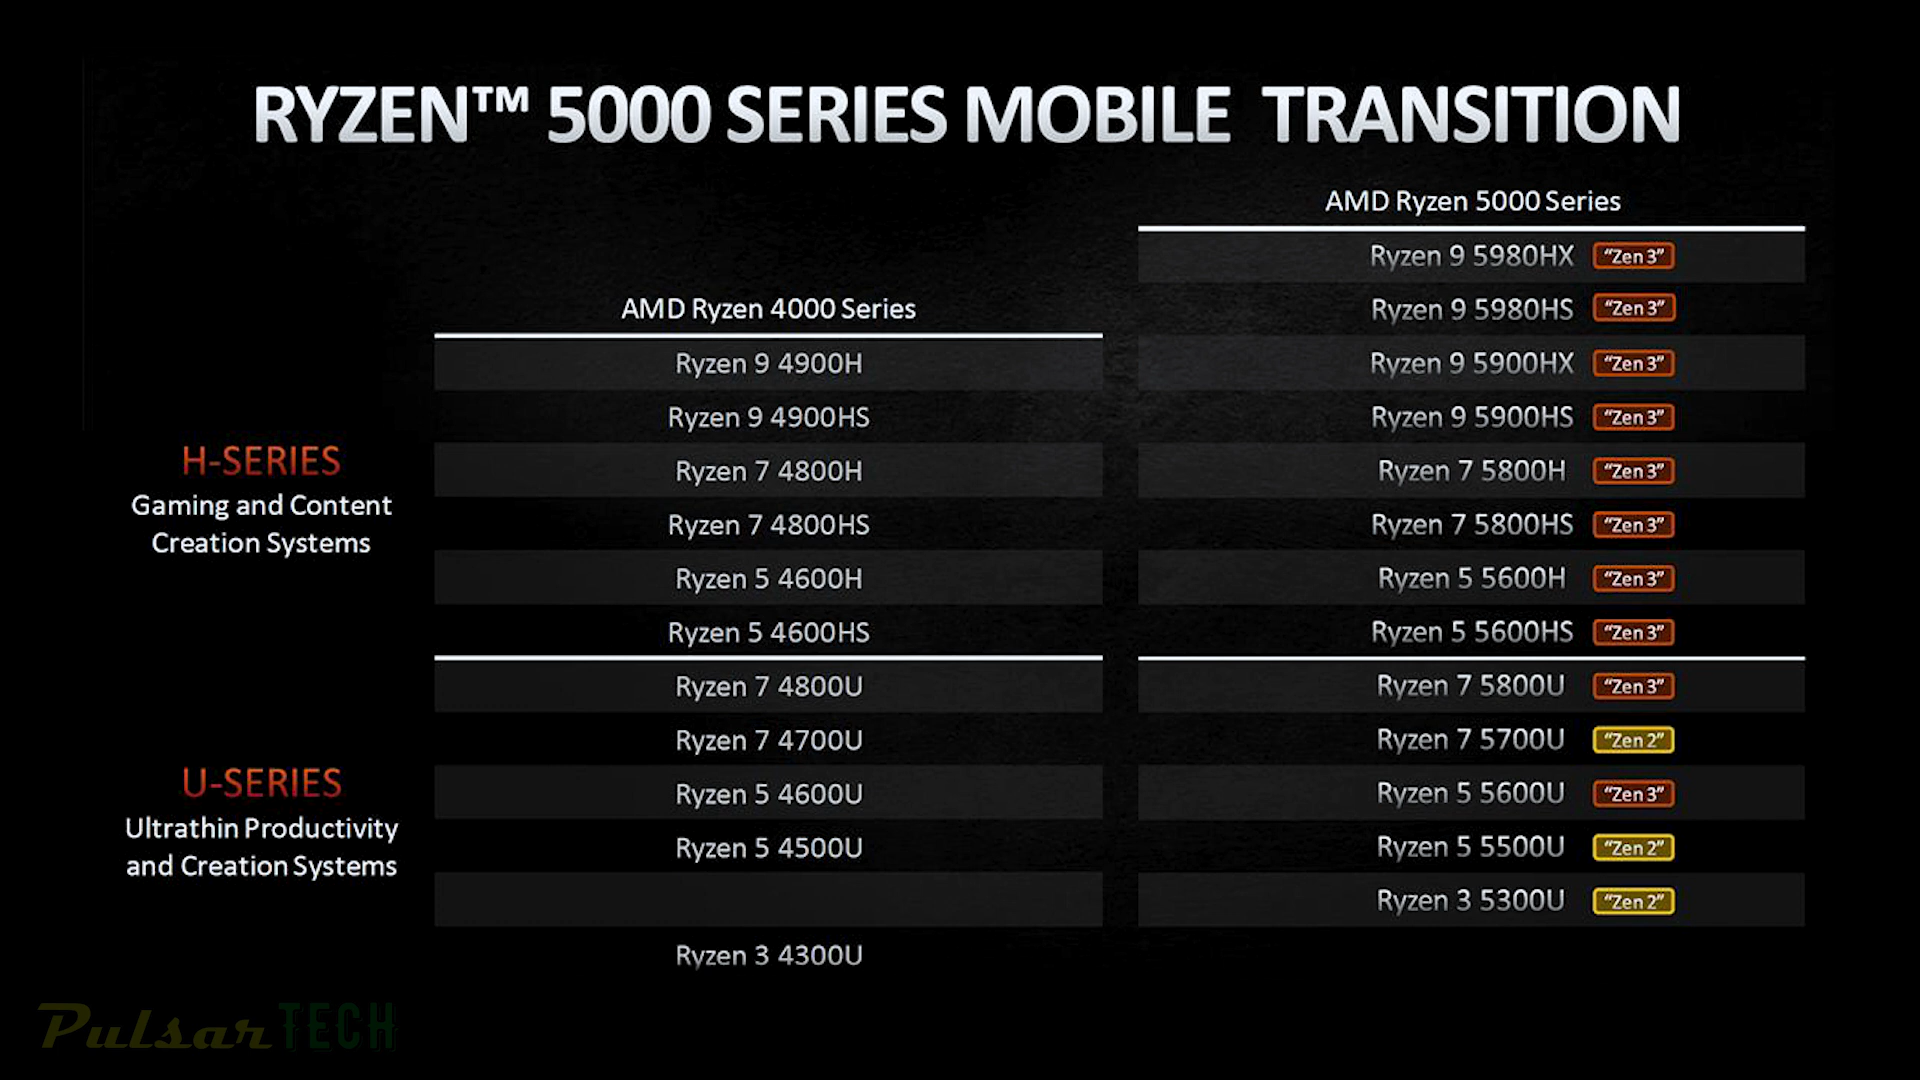 RYZEN™ 5000 SERIES MOBILE TRANSITION
AMD Ryzen 5000 Series
Ryzen 9 5980HX "Zen 3"
AMD Ryzen 4000 Series
Ryzen 9 5980HS "Zen 3"
Ryzen 9 4900H
Ryzen 9 5900HX "Zen 3"
Ryzen 9 4900HS
Ryzen 9 5900HS "Zen 3"
H-SERIES
Gaming and Content
Creation Systems
Ryzen 7 4800H
Ryzen 7 5800H "Zen 3"
Ryzen 7 4800HS
Ryzen 7 5800HS "Zen 3"
Ryzen 5 4600H
Ryzen 5 5600H "Zen 3"
Ryzen 5 4600HS
Ryzen 5 5600HS "Zen 3"
Ryzen 7 4800U
Ryzen 7 5800U "Zen 3"
Ryzen 7 4700U
Ryzen 7 5700U "Zen 2"
U-SERIES
Ultrathin Productivity
and Creation Systems
Ryzen 5 4600U
Ryzen 5 5600U "Zen 3"
Ryzen 5 4500U
Ryzen 5 5500U "Zen 2"
Ryzen 3 5300U "Zen 2"
Ryzen 3 4300U
PulsarTECH